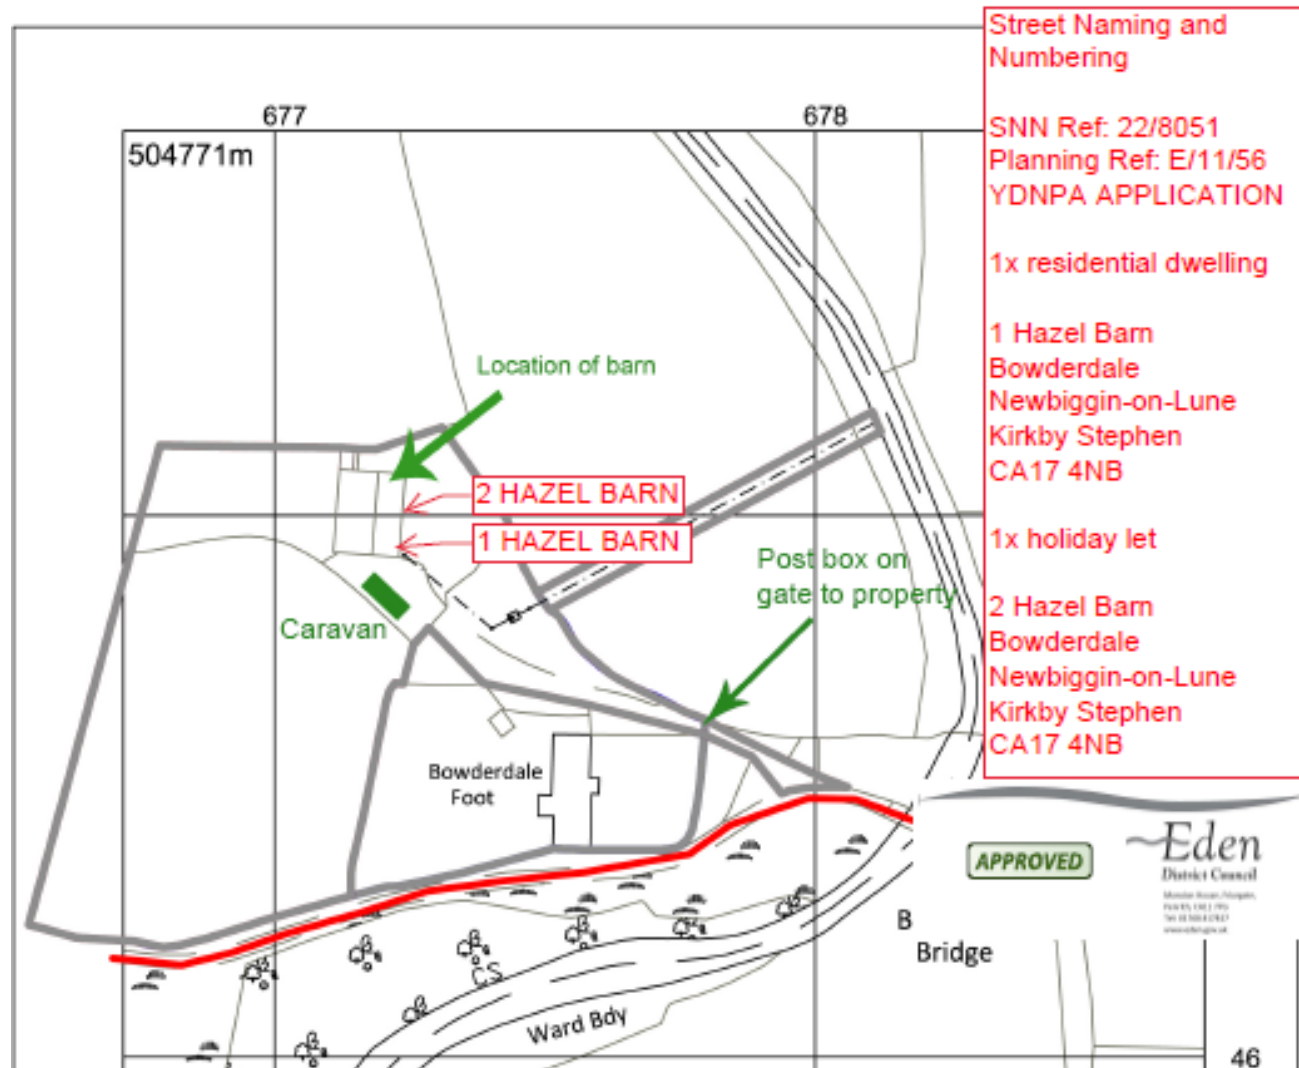 Street Naming and
Numbering
SNN Ref: 22/8051
Planning Ref: E/11/56
YDNPA APPLICATION
1x residential dwelling
1 Hazel Barn
Bowderdale
Newbiggin-on-Lune
Kirkby Stephen
CA17 4NB
1x holiday let
2 Hazel Barn
Bowderdale
Newbiggin-on-Lune
Kirkby Stephen
CA17 4NB
677
678
504771m
Location of barn
2 HAZEL BARN
1 HAZEL BARN
Post box on
gate to property
Caravan
Bowderdale
Foot
APPROVED
Eden
District Council
B
Bridge
CS
Ward Bdy
46